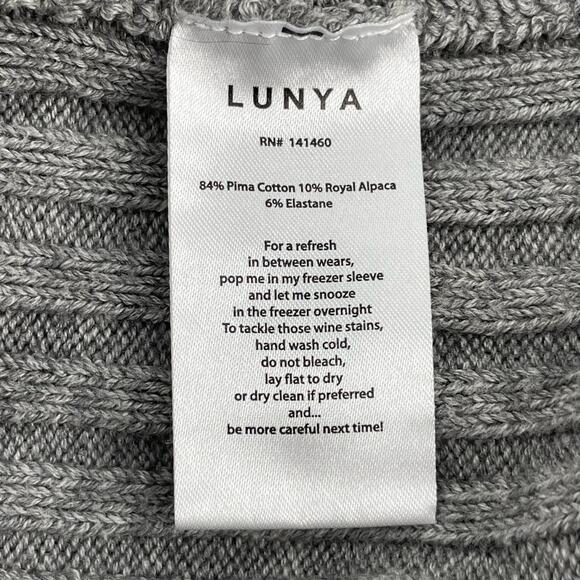 LUNYA
RN# 141460
84% Pima Cotton 10% Royal Alpaca
6% Elastane
For a refresh
in between wears,
pop me in my freezer sleeve
and let me snooze
in the freezer overnight
To tackle those wine stains,
hand wash cold,
do not bleach,
lay flat to dry
or dry clean if preferred
and...
be more careful next time!